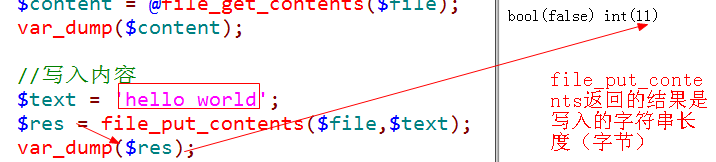 $content = @file_get_contents($file);
var_dump($content);
//写入内容
$text = 'hello world';
$res = file_put_contents($file,$text);
var_dump($res);
bool(false) int(11)
file_put_conte
nts返回的结果是
写入的字符串长
度（字节）